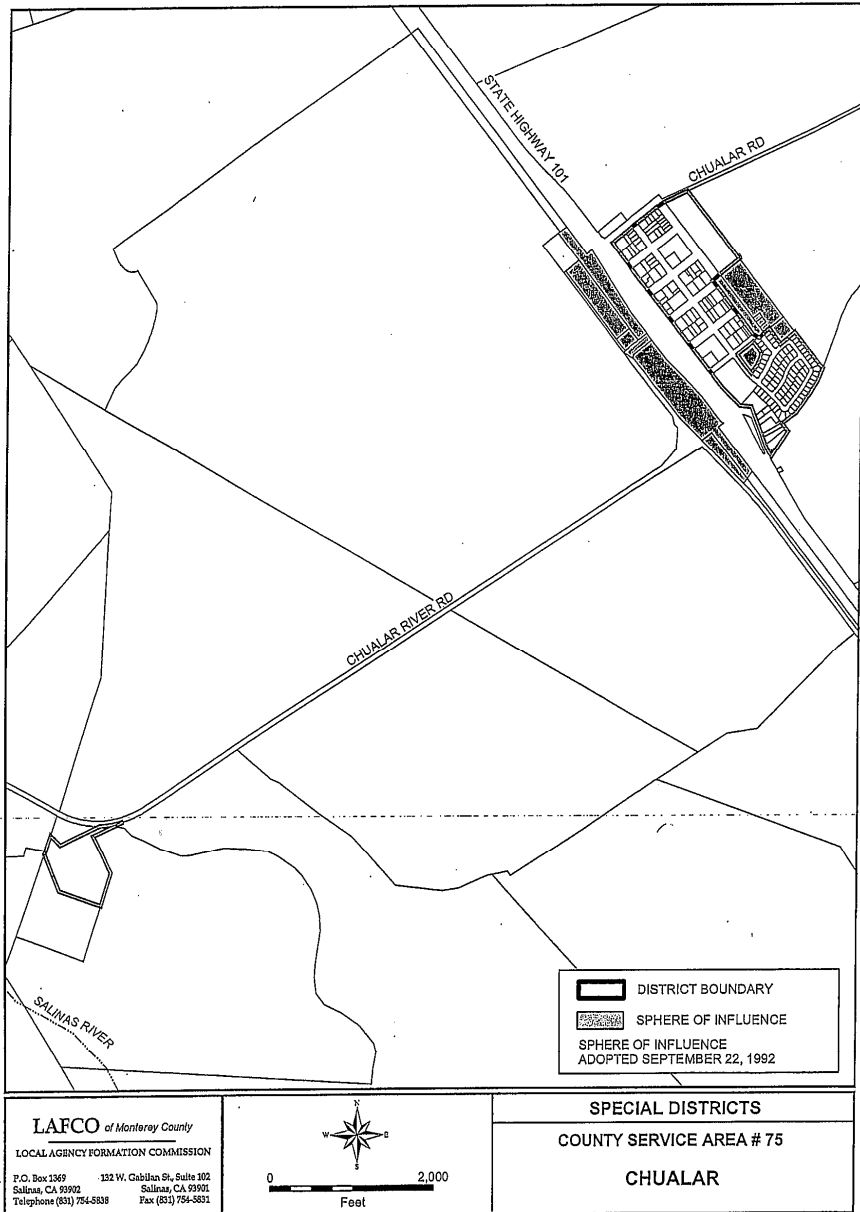 STATE HIGHWAY 101
CHUALAR RD
CHUALAR RIVER RD
SALINAS RIVER
DISTRICT BOUNDARY
SPHERE OF INFLUENCE
SPHERE OF INFLUENCE
ADOPTED SEPTEMBER 22, 1992
LAFCO of Monterey County
LOCAL AGENCY FORMATION COMMISSION
P.O. Box 1369 132 W. Gabilan St., Suite 102
Salinas, CA 93902 Salinas, CA 93901
Telephone (831) 754-5838 Fax (831) 754-5831
N
W E
S
0 2,000
Feet
SPECIAL DISTRICTS
COUNTY SERVICE AREA # 75
CHUALAR